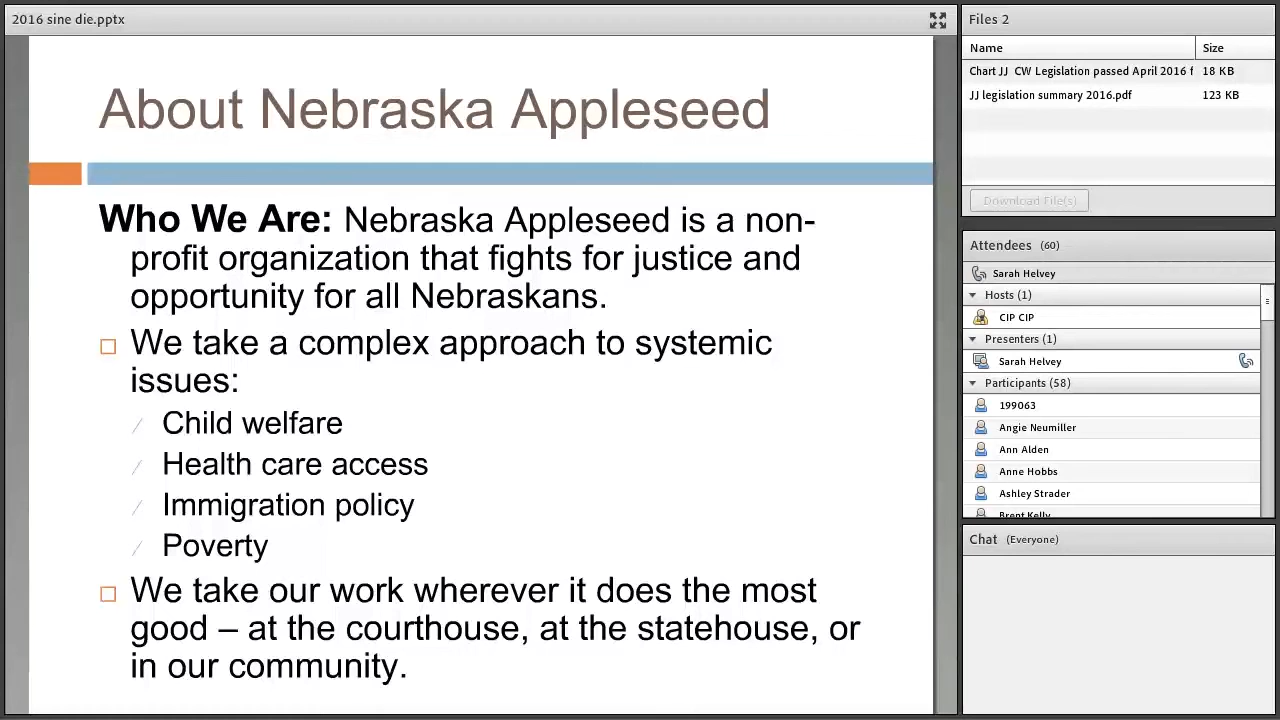 2016 sine die.pptx
About Nebraska Appleseed
Who We Are: Nebraska Appleseed is a non-
profit organization that fights for justice and
opportunity for all Nebraskans.
We take a complex approach to systemic
issues:
Child welfare
Health care access
Immigration policy
Poverty
We take our work wherever it does the most
good – at the courthouse, at the statehouse, or
in our community.
Files 2
Name Size
Chart JJ CW Legislation passed April 2016 f 18 KB
JJ legislation summary 2016.pdf 123 KB
Download File(s)
Attendees (60)
Sarah Helvey
Hosts (1)
CIP CIP
Presenters (1)
Sarah Helvey
Participants (58)
199063
Angie Neumiller
Ann Alden
Anne Hobbs
Ashley Strader
Brent Kelly
Chat (Everyone)